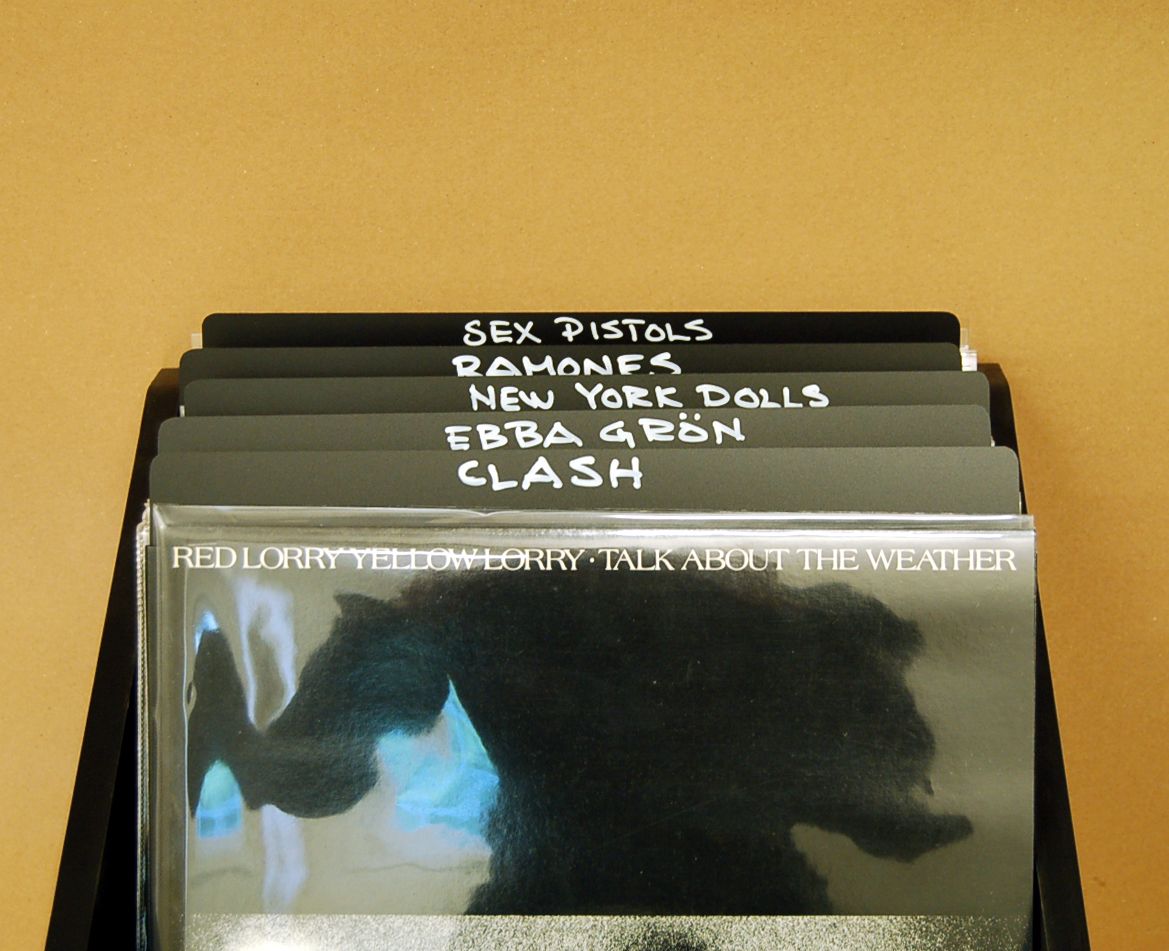 SEX PISTOLS
RAMONES
NEW YORK DOLLS
EBBA GRÖN
CLASH
RED LORRY YELLOW LORRY · TALK ABOUT THE WEATHER